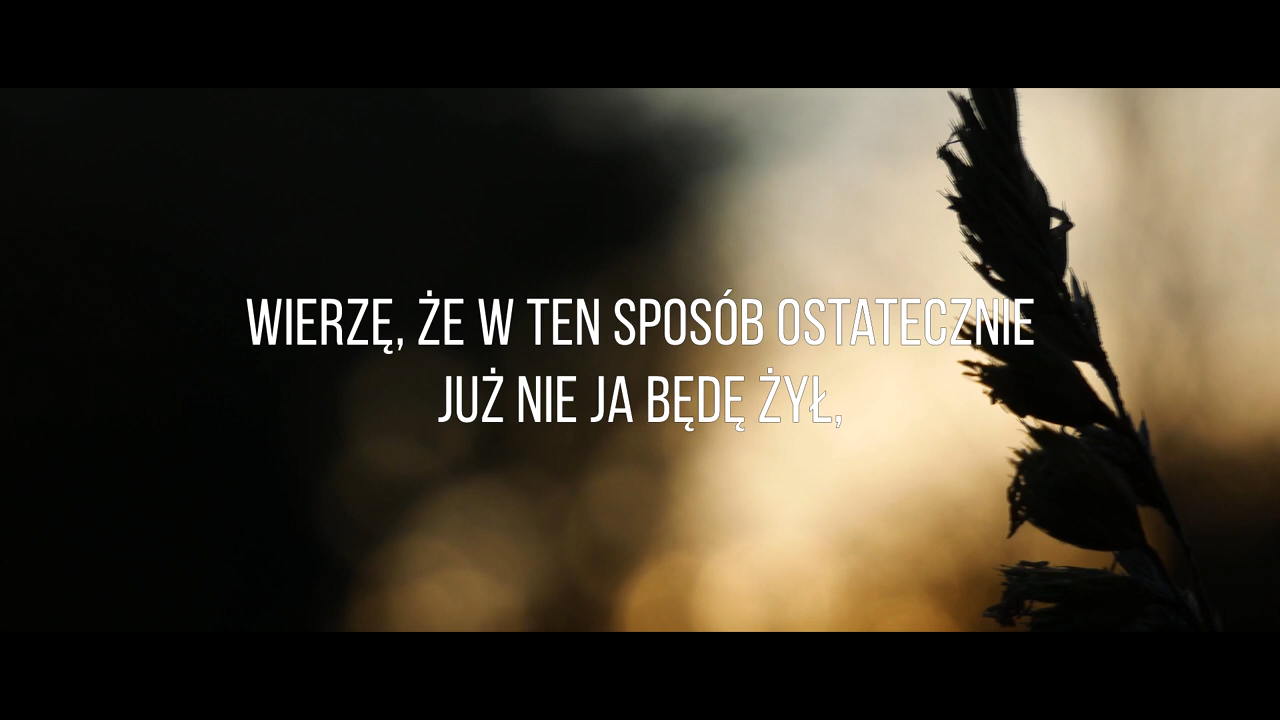 WIERZĘ, ŻE W TEN SPOSÓB OSTATECZNIE
JUŻ NIE JA BĘDĘ ŻYŁ,